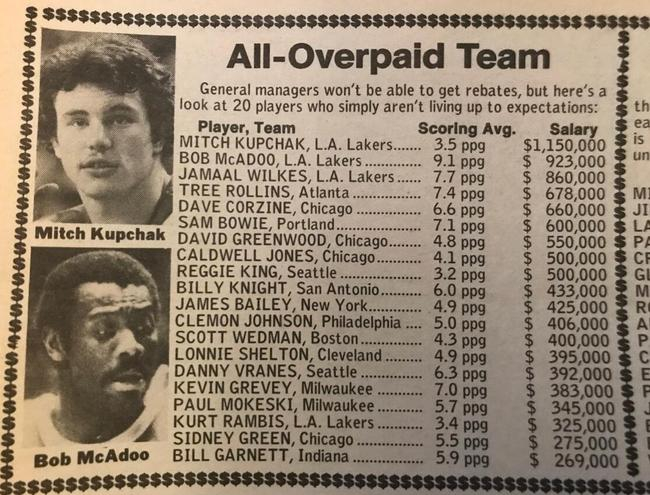 All-Overpaid Team
General managers won't be able to get rebates, but here's a
look at 20 players who simply aren't living up to expectations:
Player, Team Scoring Avg. Salary
MITCH KUPCHAK, L.A. Lakers...... 3.5 ppg $1,150,000
BOB McADOO, L.A. Lakers........... 9.1 ppg $ 923,000
JAMAAL WILKES, L.A. Lakers...... 7.7 ppg $ 860,000
TREE ROLLINS, Atlanta .............. 7.4 ppg $ 678,000
DAVE CORZINE, Chicago............. 6.6 ppg $ 660,000
SAM BOWIE, Portland................. 7.1 ppg $ 600,000
DAVID GREENWOOD, Chicago....... 4.8 ppg $ 550,000
CALDWELL JONES, Chicago.......... 4.1 ppg $ 500,000
REGGIE KING, Seattle ................ 3.2 ppg $ 500,000
BILLY KNIGHT, San Antonio......... 6.0 ppg $ 433,000
JAMES BAILEY, New York............ 4.9 ppg $ 425,000
CLEMON JOHNSON, Philadelphia .... 5.0 ppg $ 406,000
SCOTT WEDMAN, Boston............. 4.3 ppg $ 400,000
LONNIE SHELTON, Cleveland ....... 4.9 ppg $ 395,000
DANNY VRANES, Seattle ............. 6.3 ppg $ 392,000
KEVIN GREVEY, Milwaukee .......... 7.0 ppg $ 383,000
PAUL MOKESKI, Milwaukee .......... 5.7 ppg $ 345,000
KURT RAMBIS, L.A. Lakers .......... 3.4 ppg $ 325,000
SIDNEY GREEN, Chicago ............. 5.5 ppg $ 275,000
BILL GARNETT, Indiana .............. 5.9 ppg $ 269,000
Mitch Kupchak
Bob McAdoo